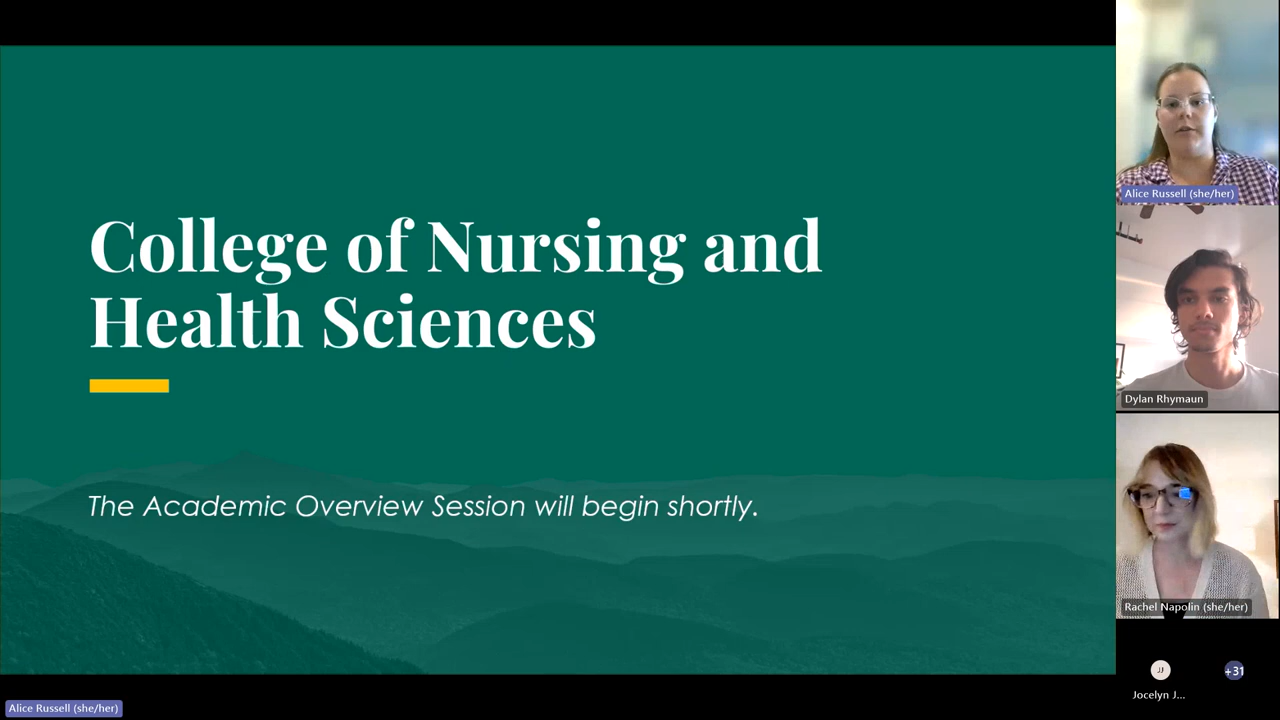 College of Nursing and
Health Sciences
The Academic Overview Session will begin shortly.
Alice Russell (she/her)
Alice Russell (she/her)
Dylan Rhymaun
Rachel Napolin (she/her)
JJ
+31
Jocelyn J...